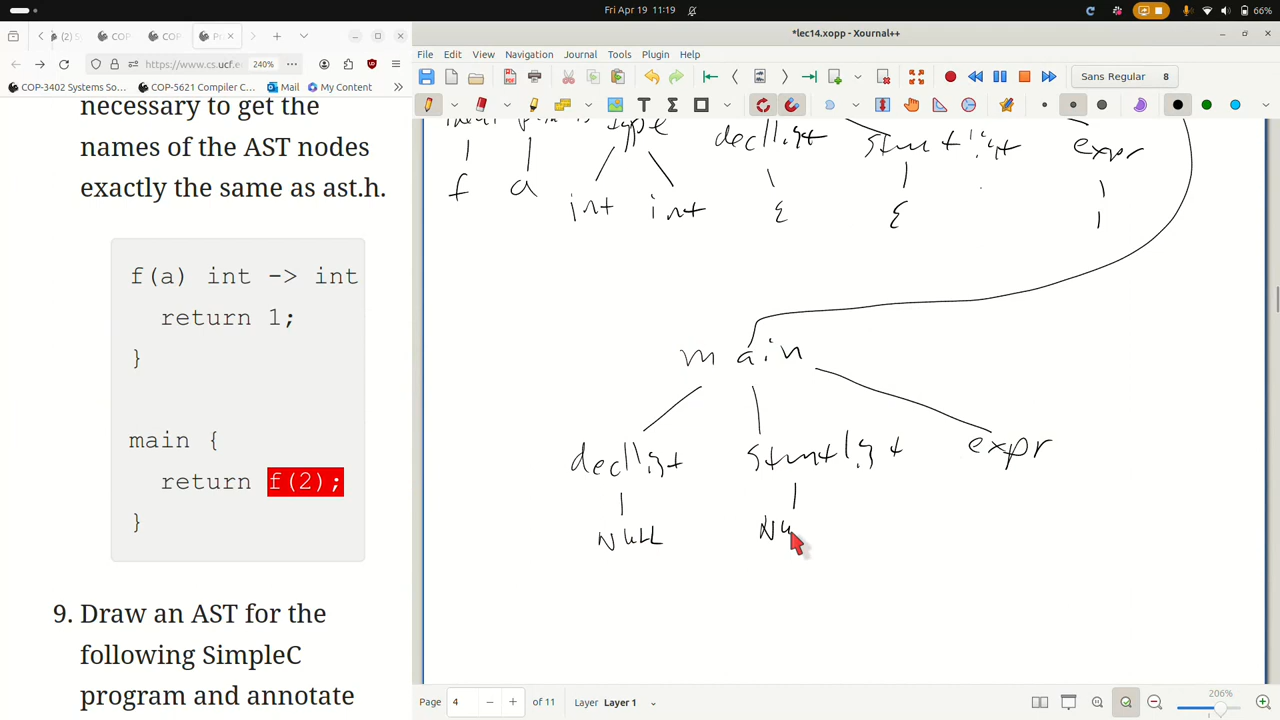 Fri Apr 19 11:19
66%
*lec14.xopp - Xournal++
https://www.cs.ucf.e
240%
COP-3402 Systems So...
COP-5621 Compiler C...
Mail
My Content
File Edit View Navigation Journal Tools Plugin Help
Sans Regular 8
necessary to get the
names of the AST nodes
exactly the same as ast.h.
f(a) int -> int
return 1;
}
main {
return f(2);
}
9. Draw an AST for the
following SimpleC
program and annotate
type decllist stmtlist expr
f a int int ξ ξ 1
main
decllist stmtlist expr
NULL NU
Page 4 of 11 Layer Layer 1
206%